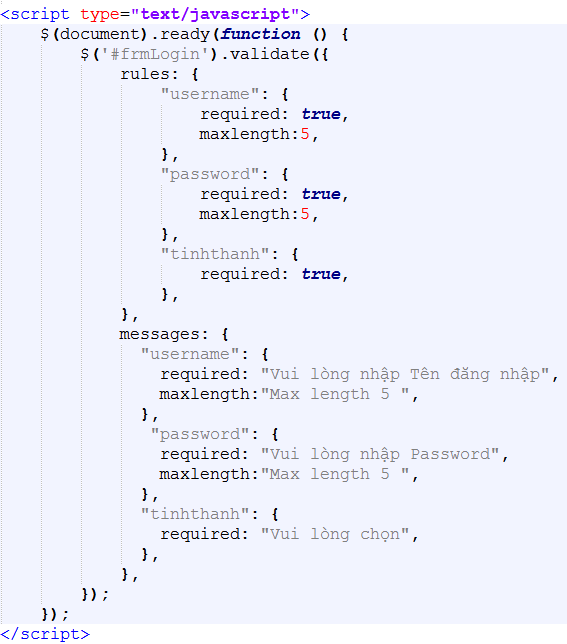 <script type="text/javascript">
    $(document).ready(function () {
        $('#frmLogin').validate({
            rules: {
                "username": {
                    required: true,
                    maxlength:5,
                },
                "password": {
                    required: true,
                    maxlength:5,
                },
                "tinhthanh": {
                    required: true,
                },
            },
            messages: {
              "username": {
                required: "Vui lòng nhập Tên đăng nhập",
                maxlength:"Max length 5 ",
              },
               "password": {
                required: "Vui lòng nhập Password",
                maxlength:"Max length 5 ",
              },
              "tinhthanh": {
                required: "Vui lòng chọn",
              },
            },
        });
    });
</script>